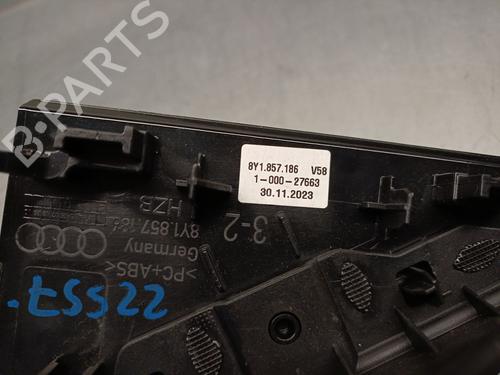 B-PARTS
8Y1.857.186 V58
1-000-27663
30.11.2023
3-2
HZB
8Y1.857.186
Germany
>PC+ABS<
22557.